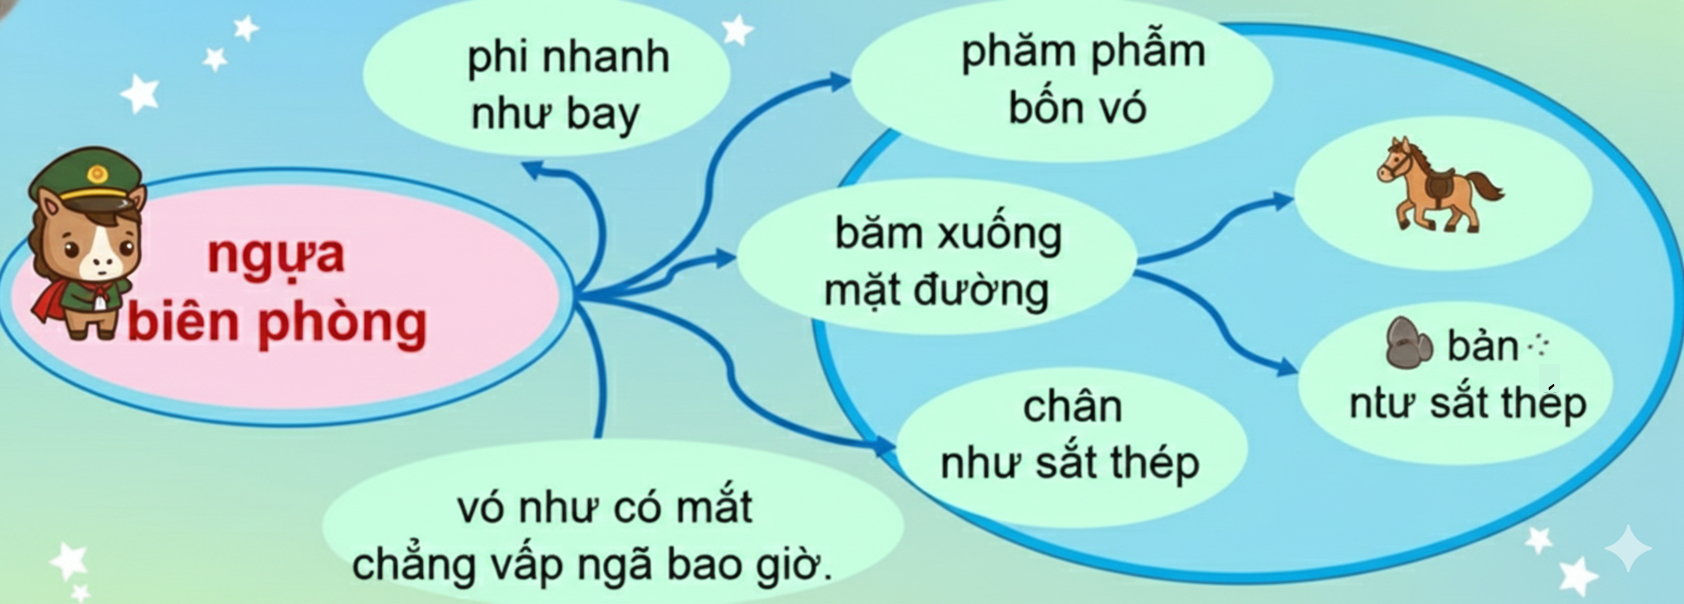 phi nhanh
như bay
phăm phẫm
bốn vó
ngựa
biên phòng
băm xuống
mặt đường
bản
ntư sắt thép
chân
như sắt thép
vó như có mắt
chẳng vấp ngã bao giờ.